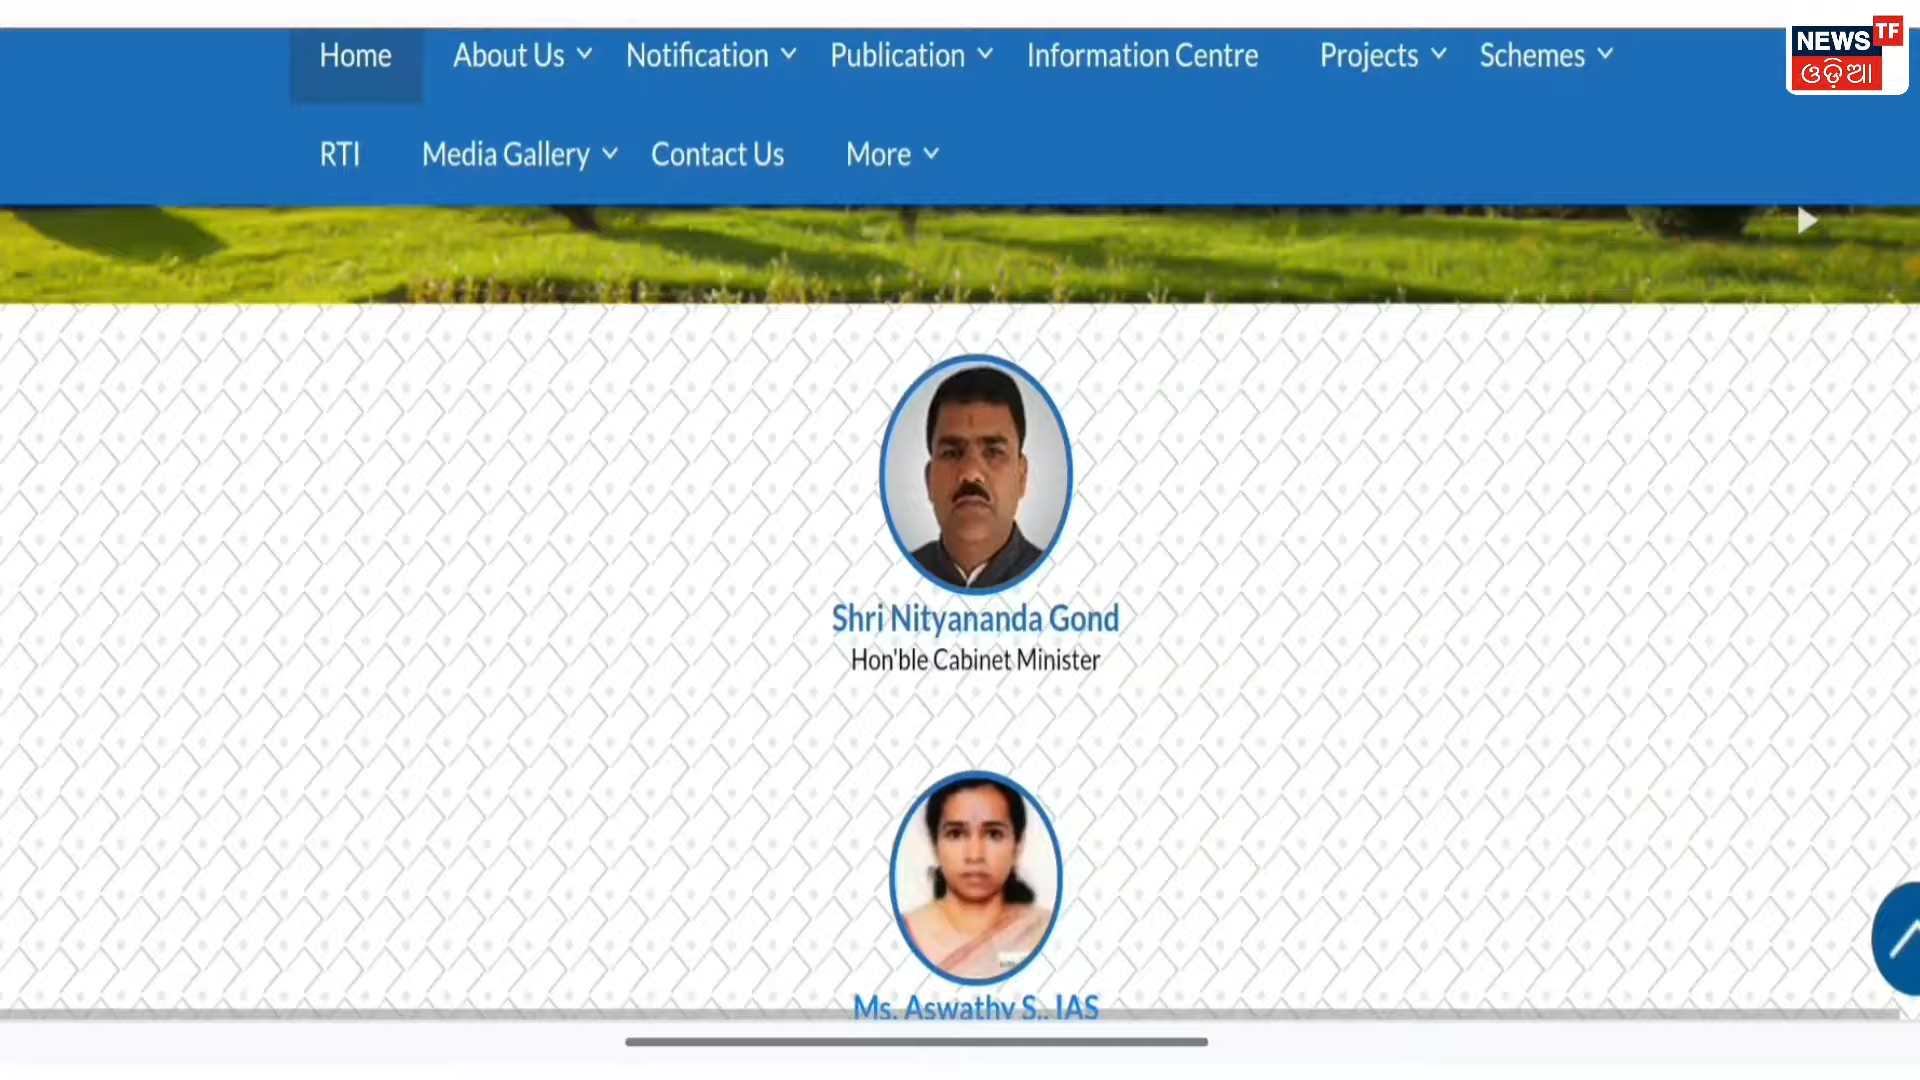 Home About Us Notification Publication Information Centre Projects Schemes
NEWS TF
ଓଡ଼ିଆ
RTI Media Gallery Contact Us More
Shri Nityananda Gond
Hon'ble Cabinet Minister
Ms. Aswathy S., IAS